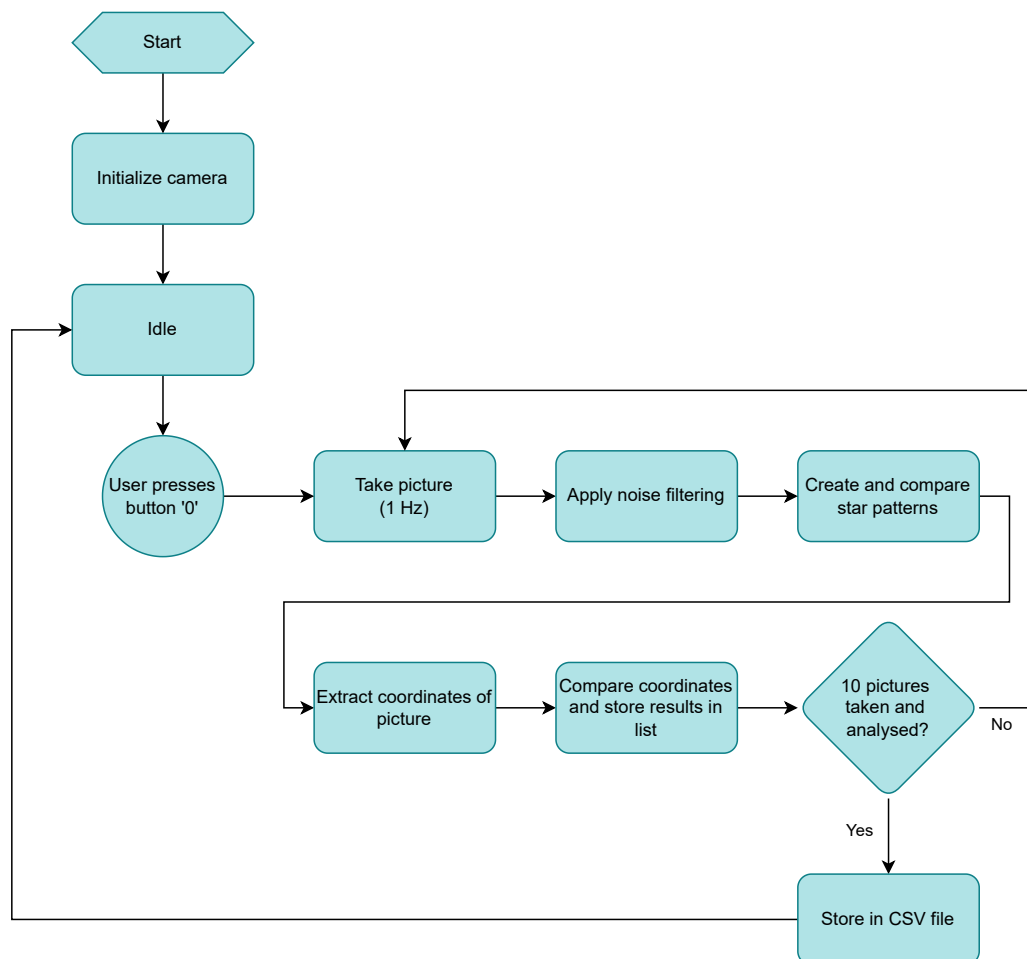 Start
Initialize camera
Idle
User presses
button '0'
Take picture
(1 Hz)
Apply noise filtering
Create and compare
star patterns
Extract coordinates of
picture
Compare coordinates
and store results in
list
10 pictures
taken and
analysed?
No
Yes
Store in CSV file